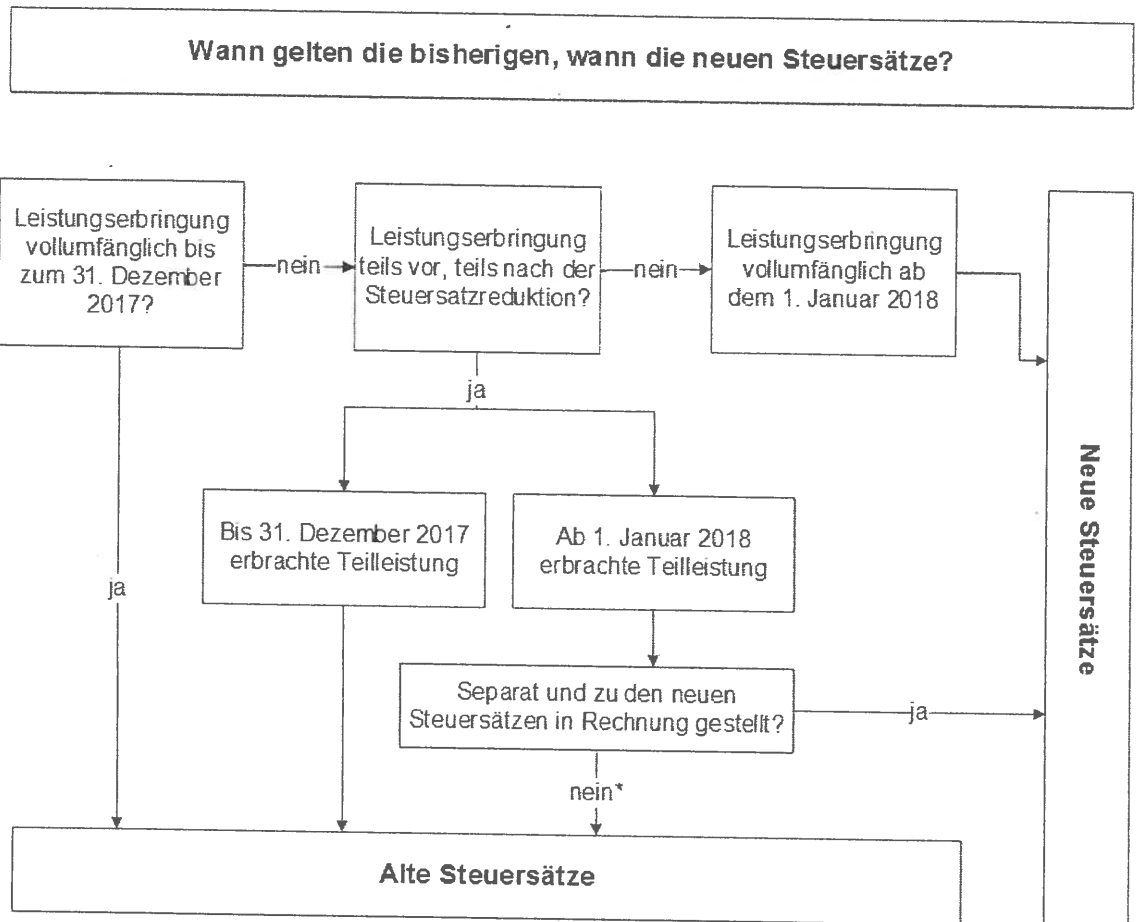 Wann gelten die bisherigen, wann die neuen Steuersätze?
Leistungserbringung
vollumfänglich bis
zum 31. Dezember
2017?
nein
Leistungserbringung
teils vor, teils nach der
Steuersatzreduktion?
nein
Leistungserbringung
vollumfänglich ab
dem 1. Januar 2018
ja
Bis 31. Dezember 2017
erbrachte Teilleistung
Ab 1. Januar 2018
erbrachte Teilleistung
ja
Separat und zu den neuen
Steuersätzen in Rechnung gestellt?
ja
nein*
Neue Steuersätze
Alte Steuersätze